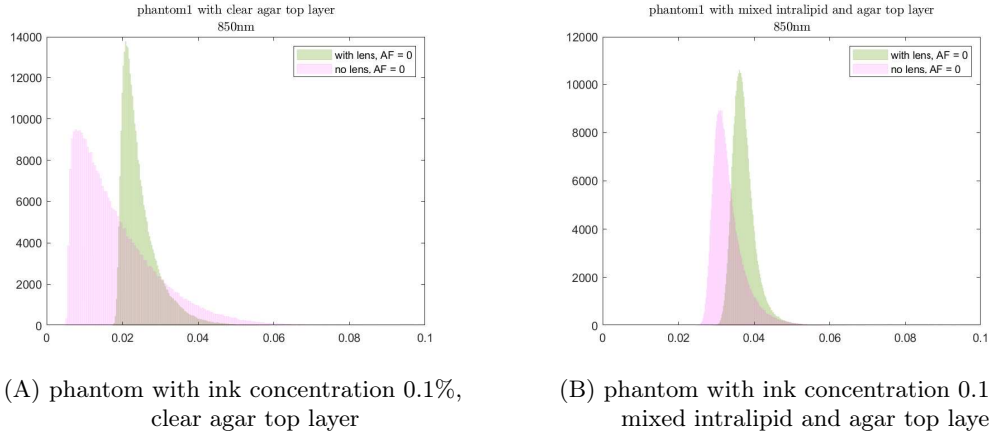 phantom1 with clear agar top layer
850nm
14000
12000
10000
8000
6000
4000
2000
0
0 0.02 0.04 0.06 0.08 0.1
with lens, AF = 0
no lens, AF = 0
(A) phantom with ink concentration 0.1%,
clear agar top layer
phantom1 with mixed intralipid and agar top layer
850nm
12000
10000
8000
6000
4000
2000
0
0 0.02 0.04 0.06 0.08 0.1
with lens, AF = 0
no lens, AF = 0
(B) phantom with ink concentration 0.1
mixed intralipid and agar top laye